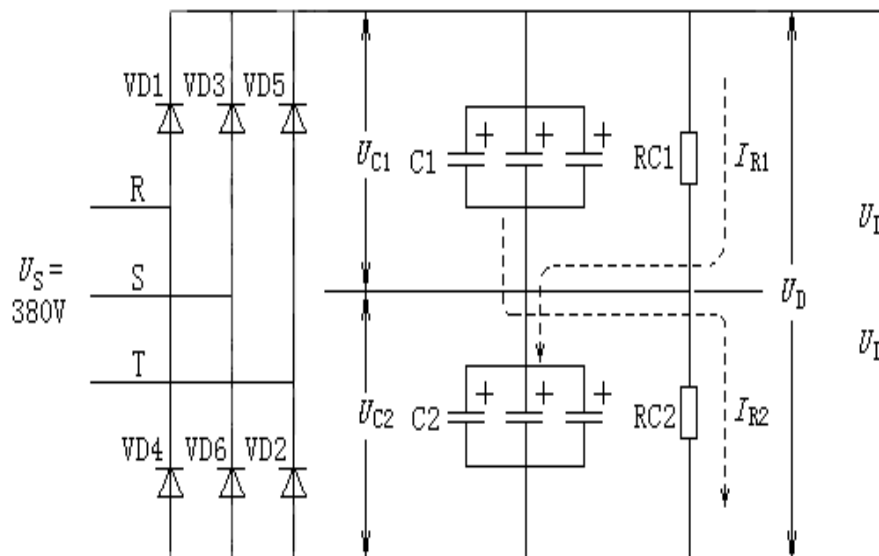 VD1 VD3 VD5
U_C1 C1 + + + RC1 I_R1
R
U_S=
380V
S
U_D
T
U_C2 C2 + + + RC2 I_R2
VD4 VD6 VD2